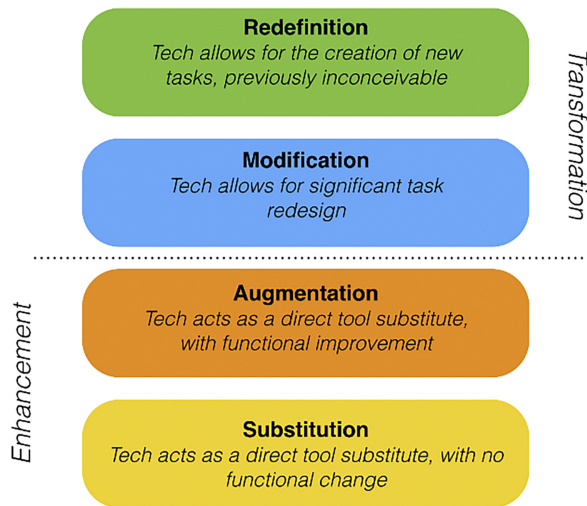 Redefinition
Tech allows for the creation of new
tasks, previously inconceivable
Transformation
Modification
Tech allows for significant task
redesign
Enhancement
Augmentation
Tech acts as a direct tool substitute,
with functional improvement
Substitution
Tech acts as a direct tool substitute, with no
functional change